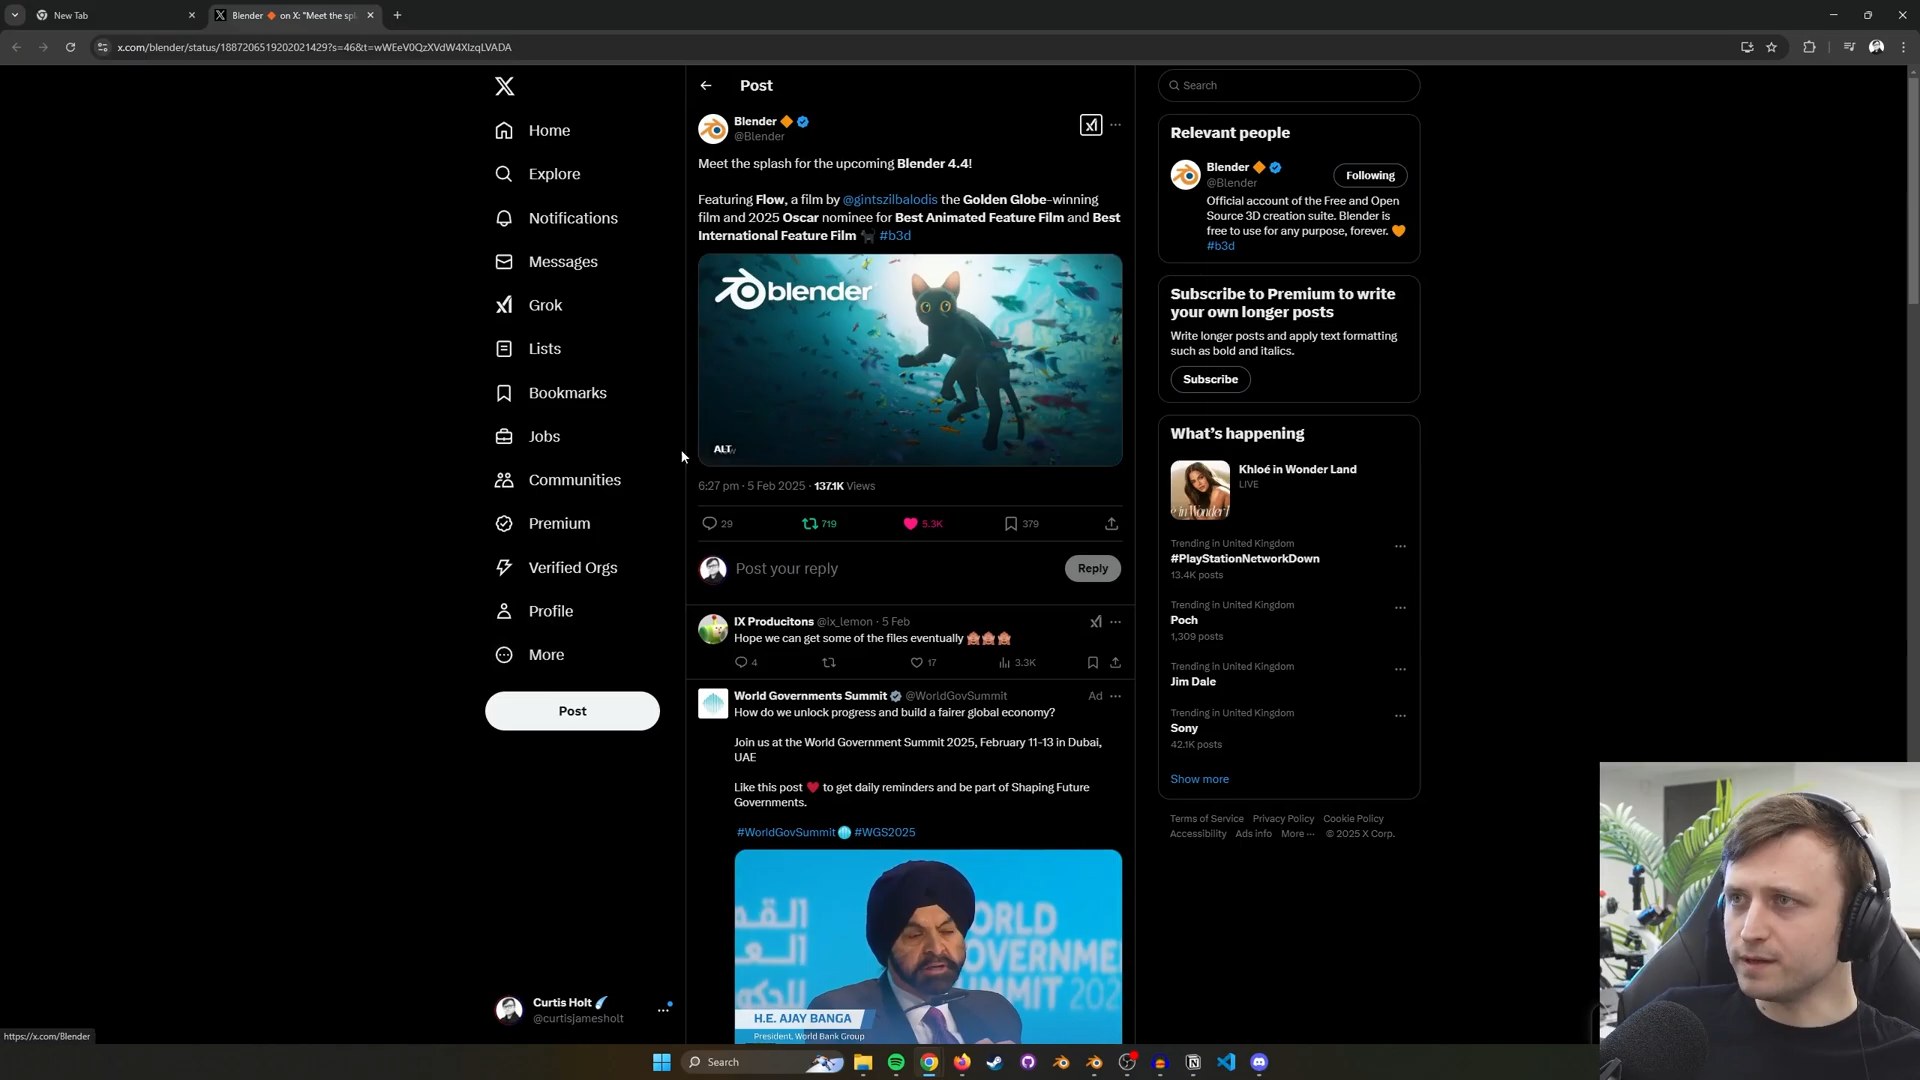 New Tab
Blender 🔶 on X: "Meet the spl
x.com/blender/status/1887206519202021429?s=46&t=wWEeV0QzXVdW4XlzqLVADA
Home
Explore
Notifications
Messages
Grok
Lists
Bookmarks
Jobs
Communities
Premium
Verified Orgs
Profile
More
Post
Curtis Holt
@curtisjamesholt
https://x.com/Blender
Post
Blender 🔶
@Blender
Meet the splash for the upcoming Blender 4.4!
Featuring Flow, a film by @gintszilbalodis the Golden Globe-winning
film and 2025 Oscar nominee for Best Animated Feature Film and Best
International Feature Film 🐈‍⬛ #b3d
blender
ALT
6:27 pm · 5 Feb 2025 · 137.1K Views
29
719
5.3K
379
Post your reply
Reply
IX Producitons @ix_lemon · 5 Feb
Hope we can get some of the files eventually 🙈🙈🙈
4
17
3.3K
World Governments Summit @WorldGovSummit
Ad
How do we unlock progress and build a fairer global economy?
Join us at the World Government Summit 2025, February 11-13 in Dubai,
UAE
Like this post ❤️ to get daily reminders and be part of Shaping Future
Governments.
#WorldGovSummit #WGS2025
ORLD
OVERNME
MMIT 202
H.E. AJAY BANGA
President, World Bank Group
Search
Relevant people
Blender 🔶
@Blender
Following
Official account of the Free and Open
Source 3D creation suite. Blender is
free to use for any purpose, forever. 🧡
#b3d
Subscribe to Premium to write
your own longer posts
Write longer posts and apply text formatting
such as bold and italics.
Subscribe
What's happening
Khloé in Wonder Land
LIVE
e in Wonder
Trending in United Kingdom
#PlayStationNetworkDown
13.4K posts
Trending in United Kingdom
Poch
1,309 posts
Trending in United Kingdom
Jim Dale
Trending in United Kingdom
Sony
42.1K posts
Show more
Terms of Service Privacy Policy Cookie Policy
Accessibility Ads info More ··· © 2025 X Corp.
Search